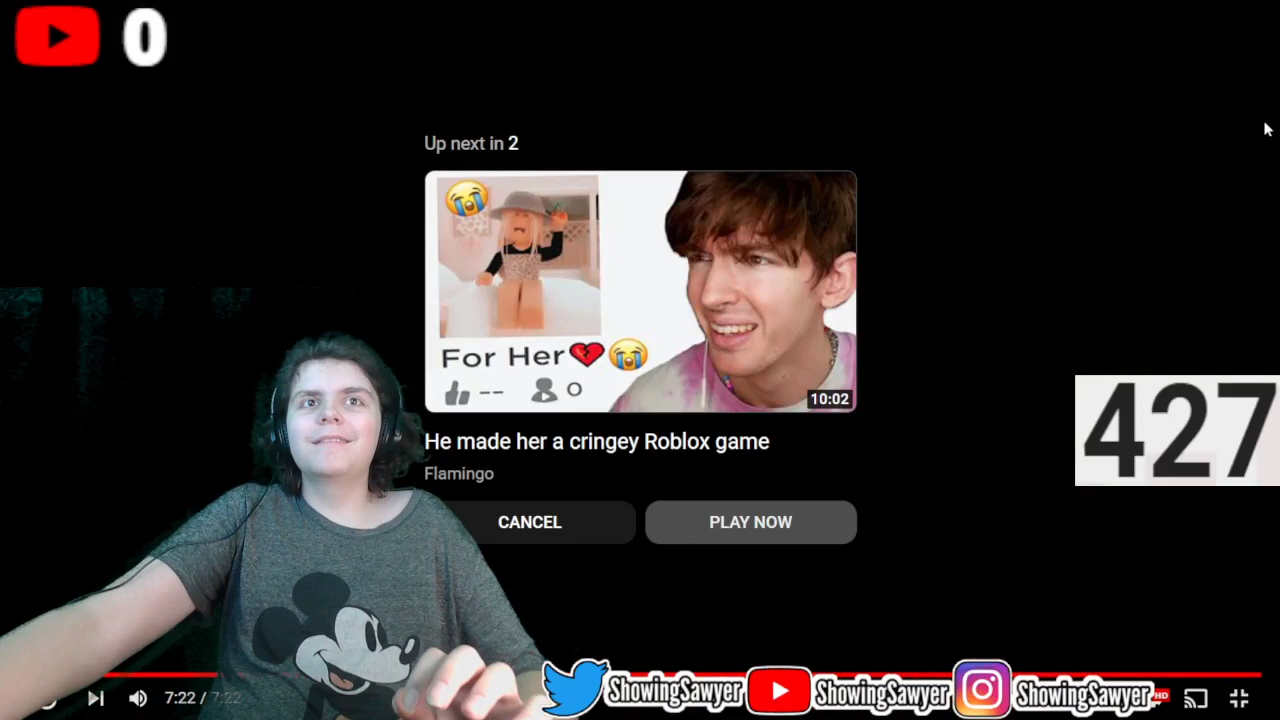 0
Up next in 2
For Her
-- 0
10:02
He made her a cringey Roblox game
Flamingo
CANCEL
PLAY NOW
427
7:22 / 7:22
ShowingSawyer
ShowingSawyer
ShowingSawyer
HD